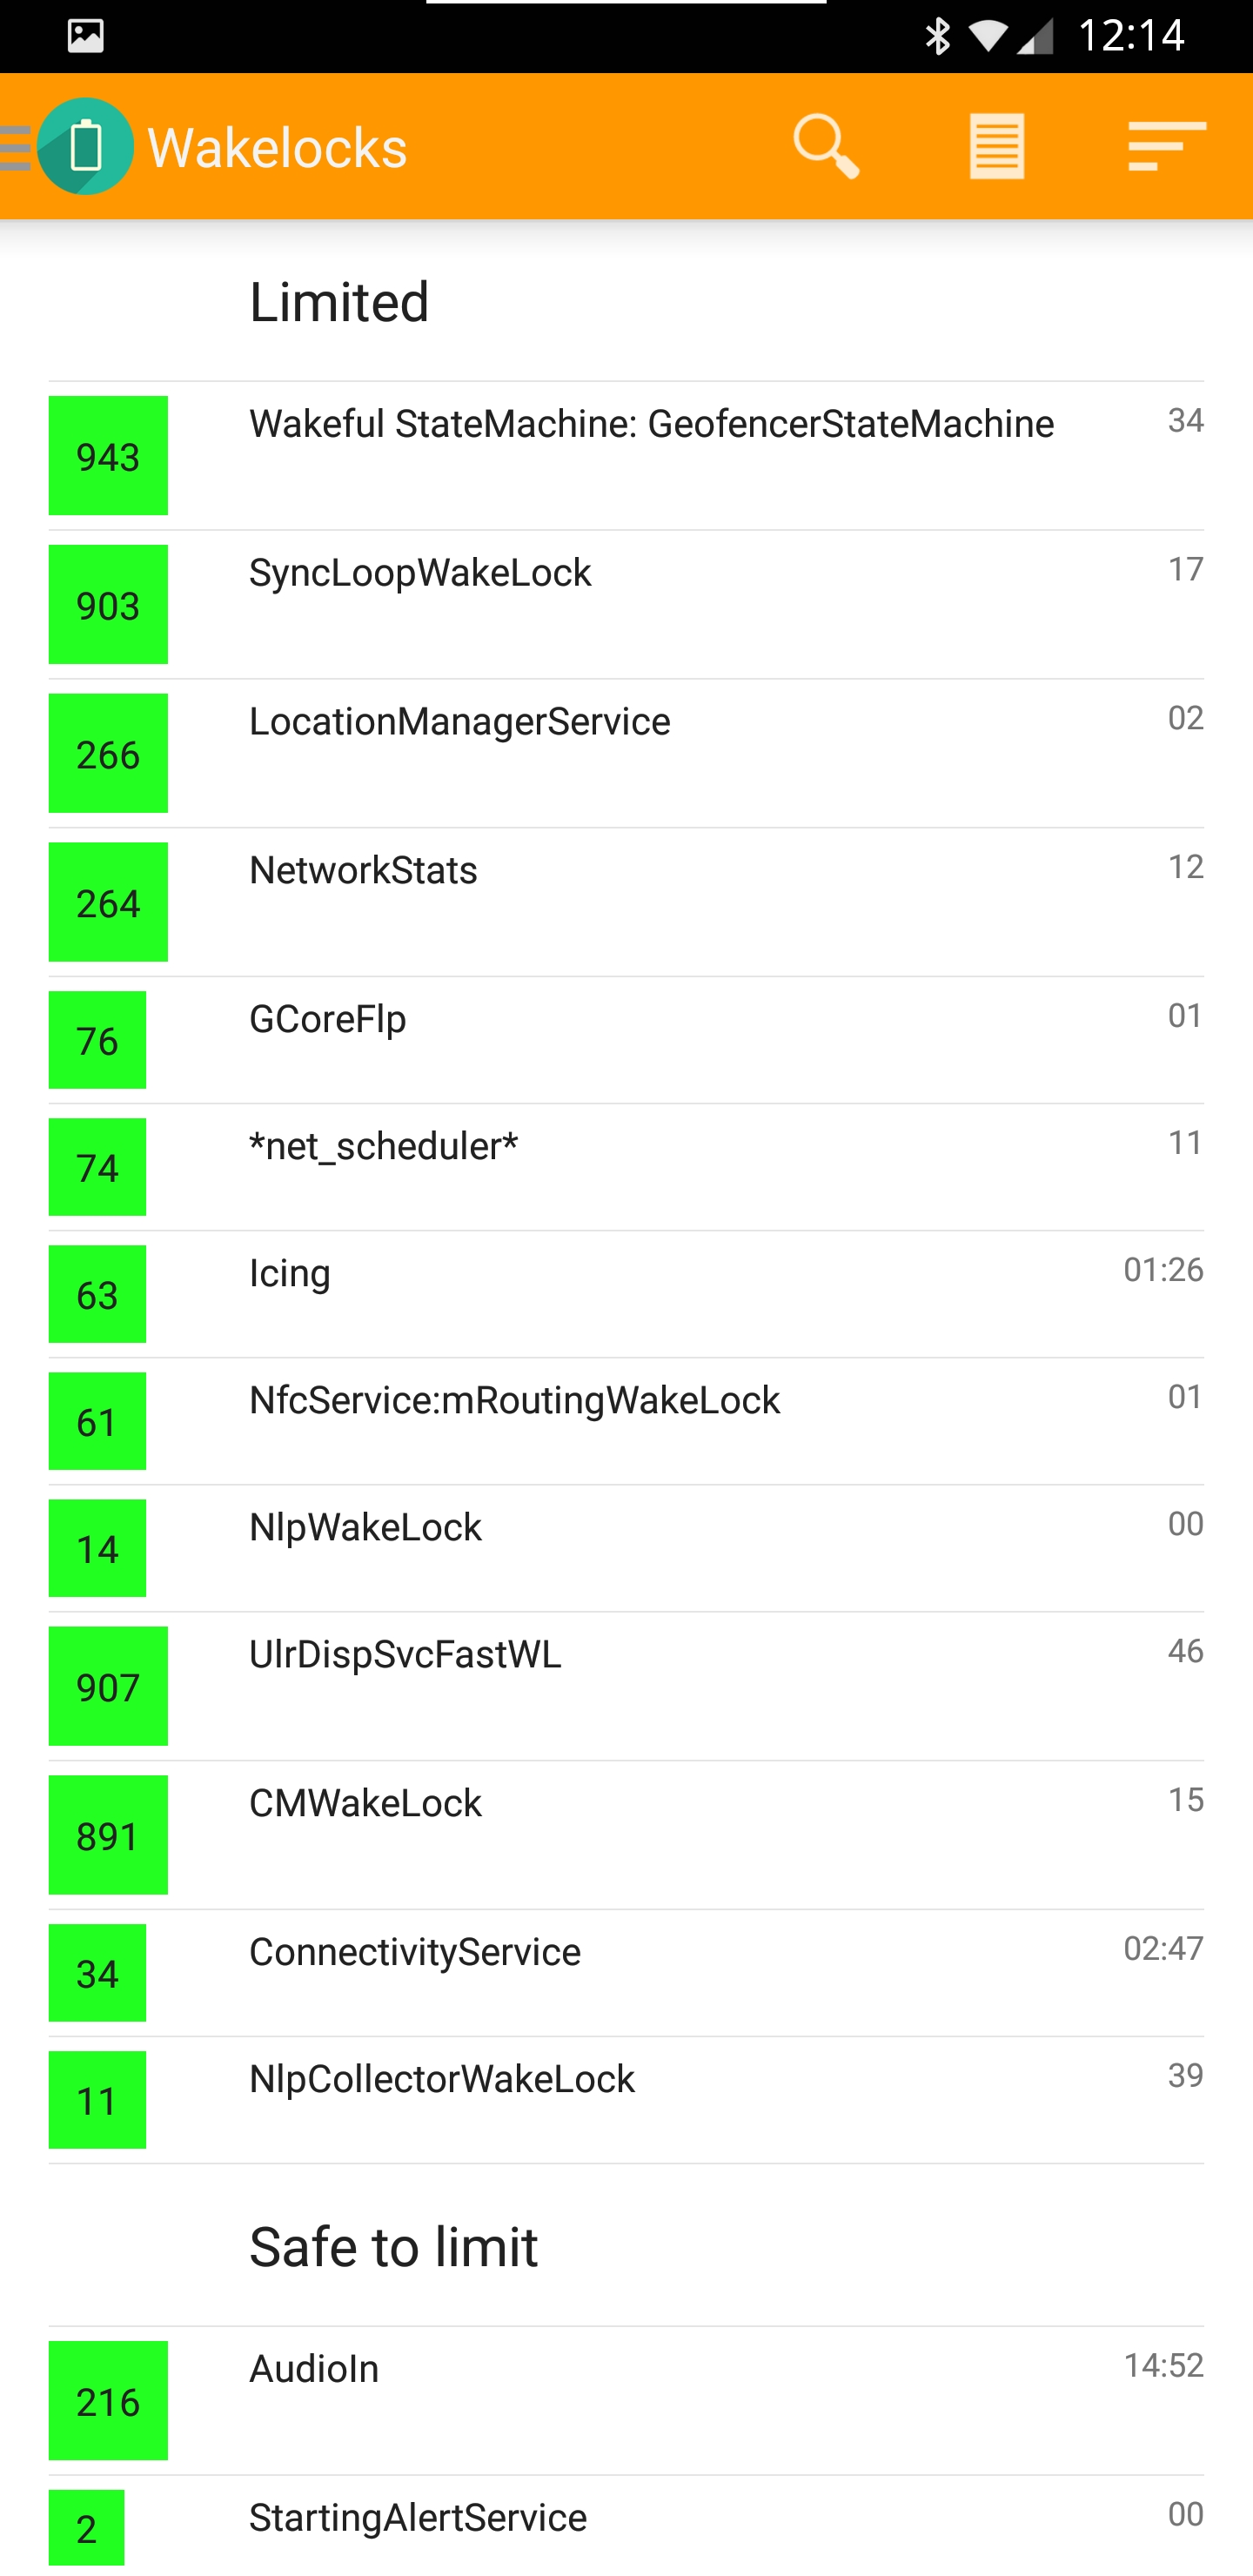 12:14
Wakelocks
Limited
943 Wakeful StateMachine: GeofencerStateMachine 34
903 SyncLoopWakeLock 17
266 LocationManagerService 02
264 NetworkStats 12
76 GCoreFlp 01
74 *net_scheduler* 11
63 Icing 01:26
61 NfcService:mRoutingWakeLock 01
14 NlpWakeLock 00
907 UlrDispSvcFastWL 46
891 CMWakeLock 15
34 ConnectivityService 02:47
11 NlpCollectorWakeLock 39
Safe to limit
216 AudioIn 14:52
2 StartingAlertService 00